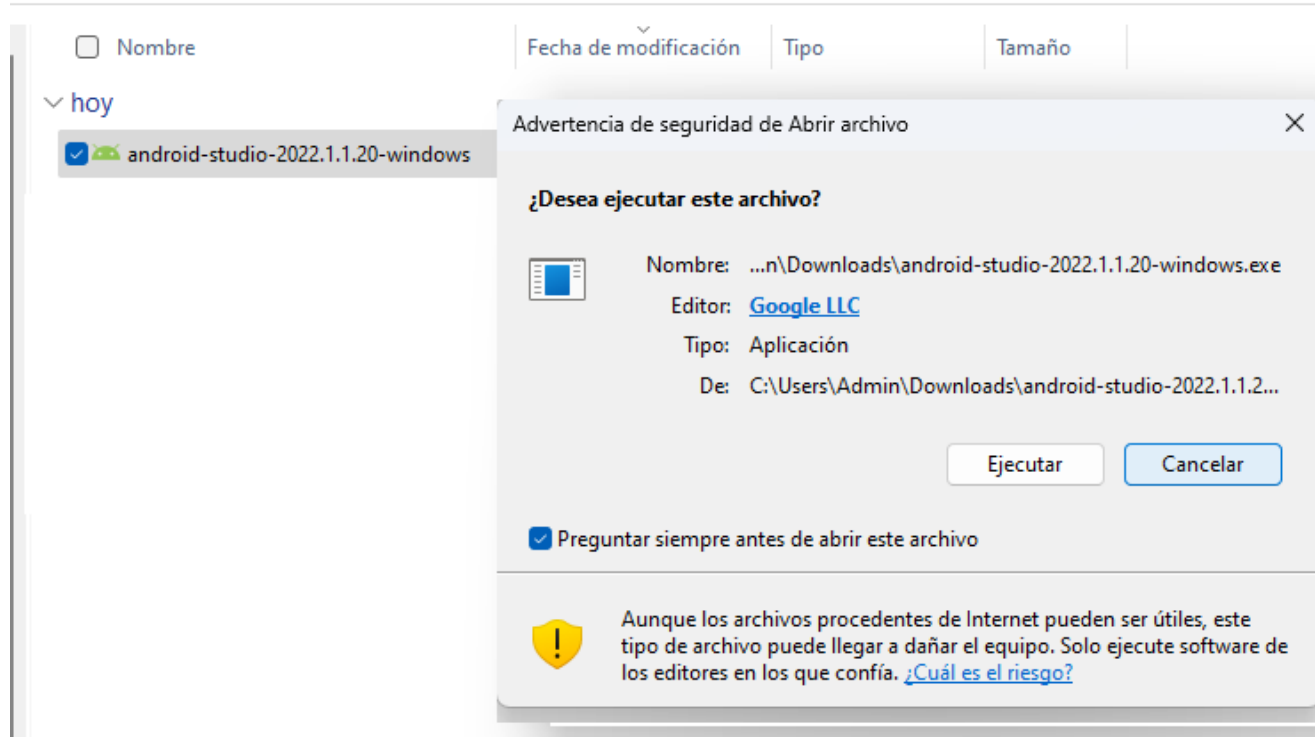 Nombre Fecha de modificación Tipo Tamaño
hoy
android-studio-2022.1.1.20-windows
Advertencia de seguridad de Abrir archivo
¿Desea ejecutar este archivo?
Nombre: ...n\Downloads\android-studio-2022.1.1.20-windows.exe
Editor: Google LLC
Tipo: Aplicación
De: C:\Users\Admin\Downloads\android-studio-2022.1.1.2...
Ejecutar Cancelar
Preguntar siempre antes de abrir este archivo
Aunque los archivos procedentes de Internet pueden ser útiles, este
tipo de archivo puede llegar a dañar el equipo. Solo ejecute software de
los editores en los que confía. ¿Cuál es el riesgo?